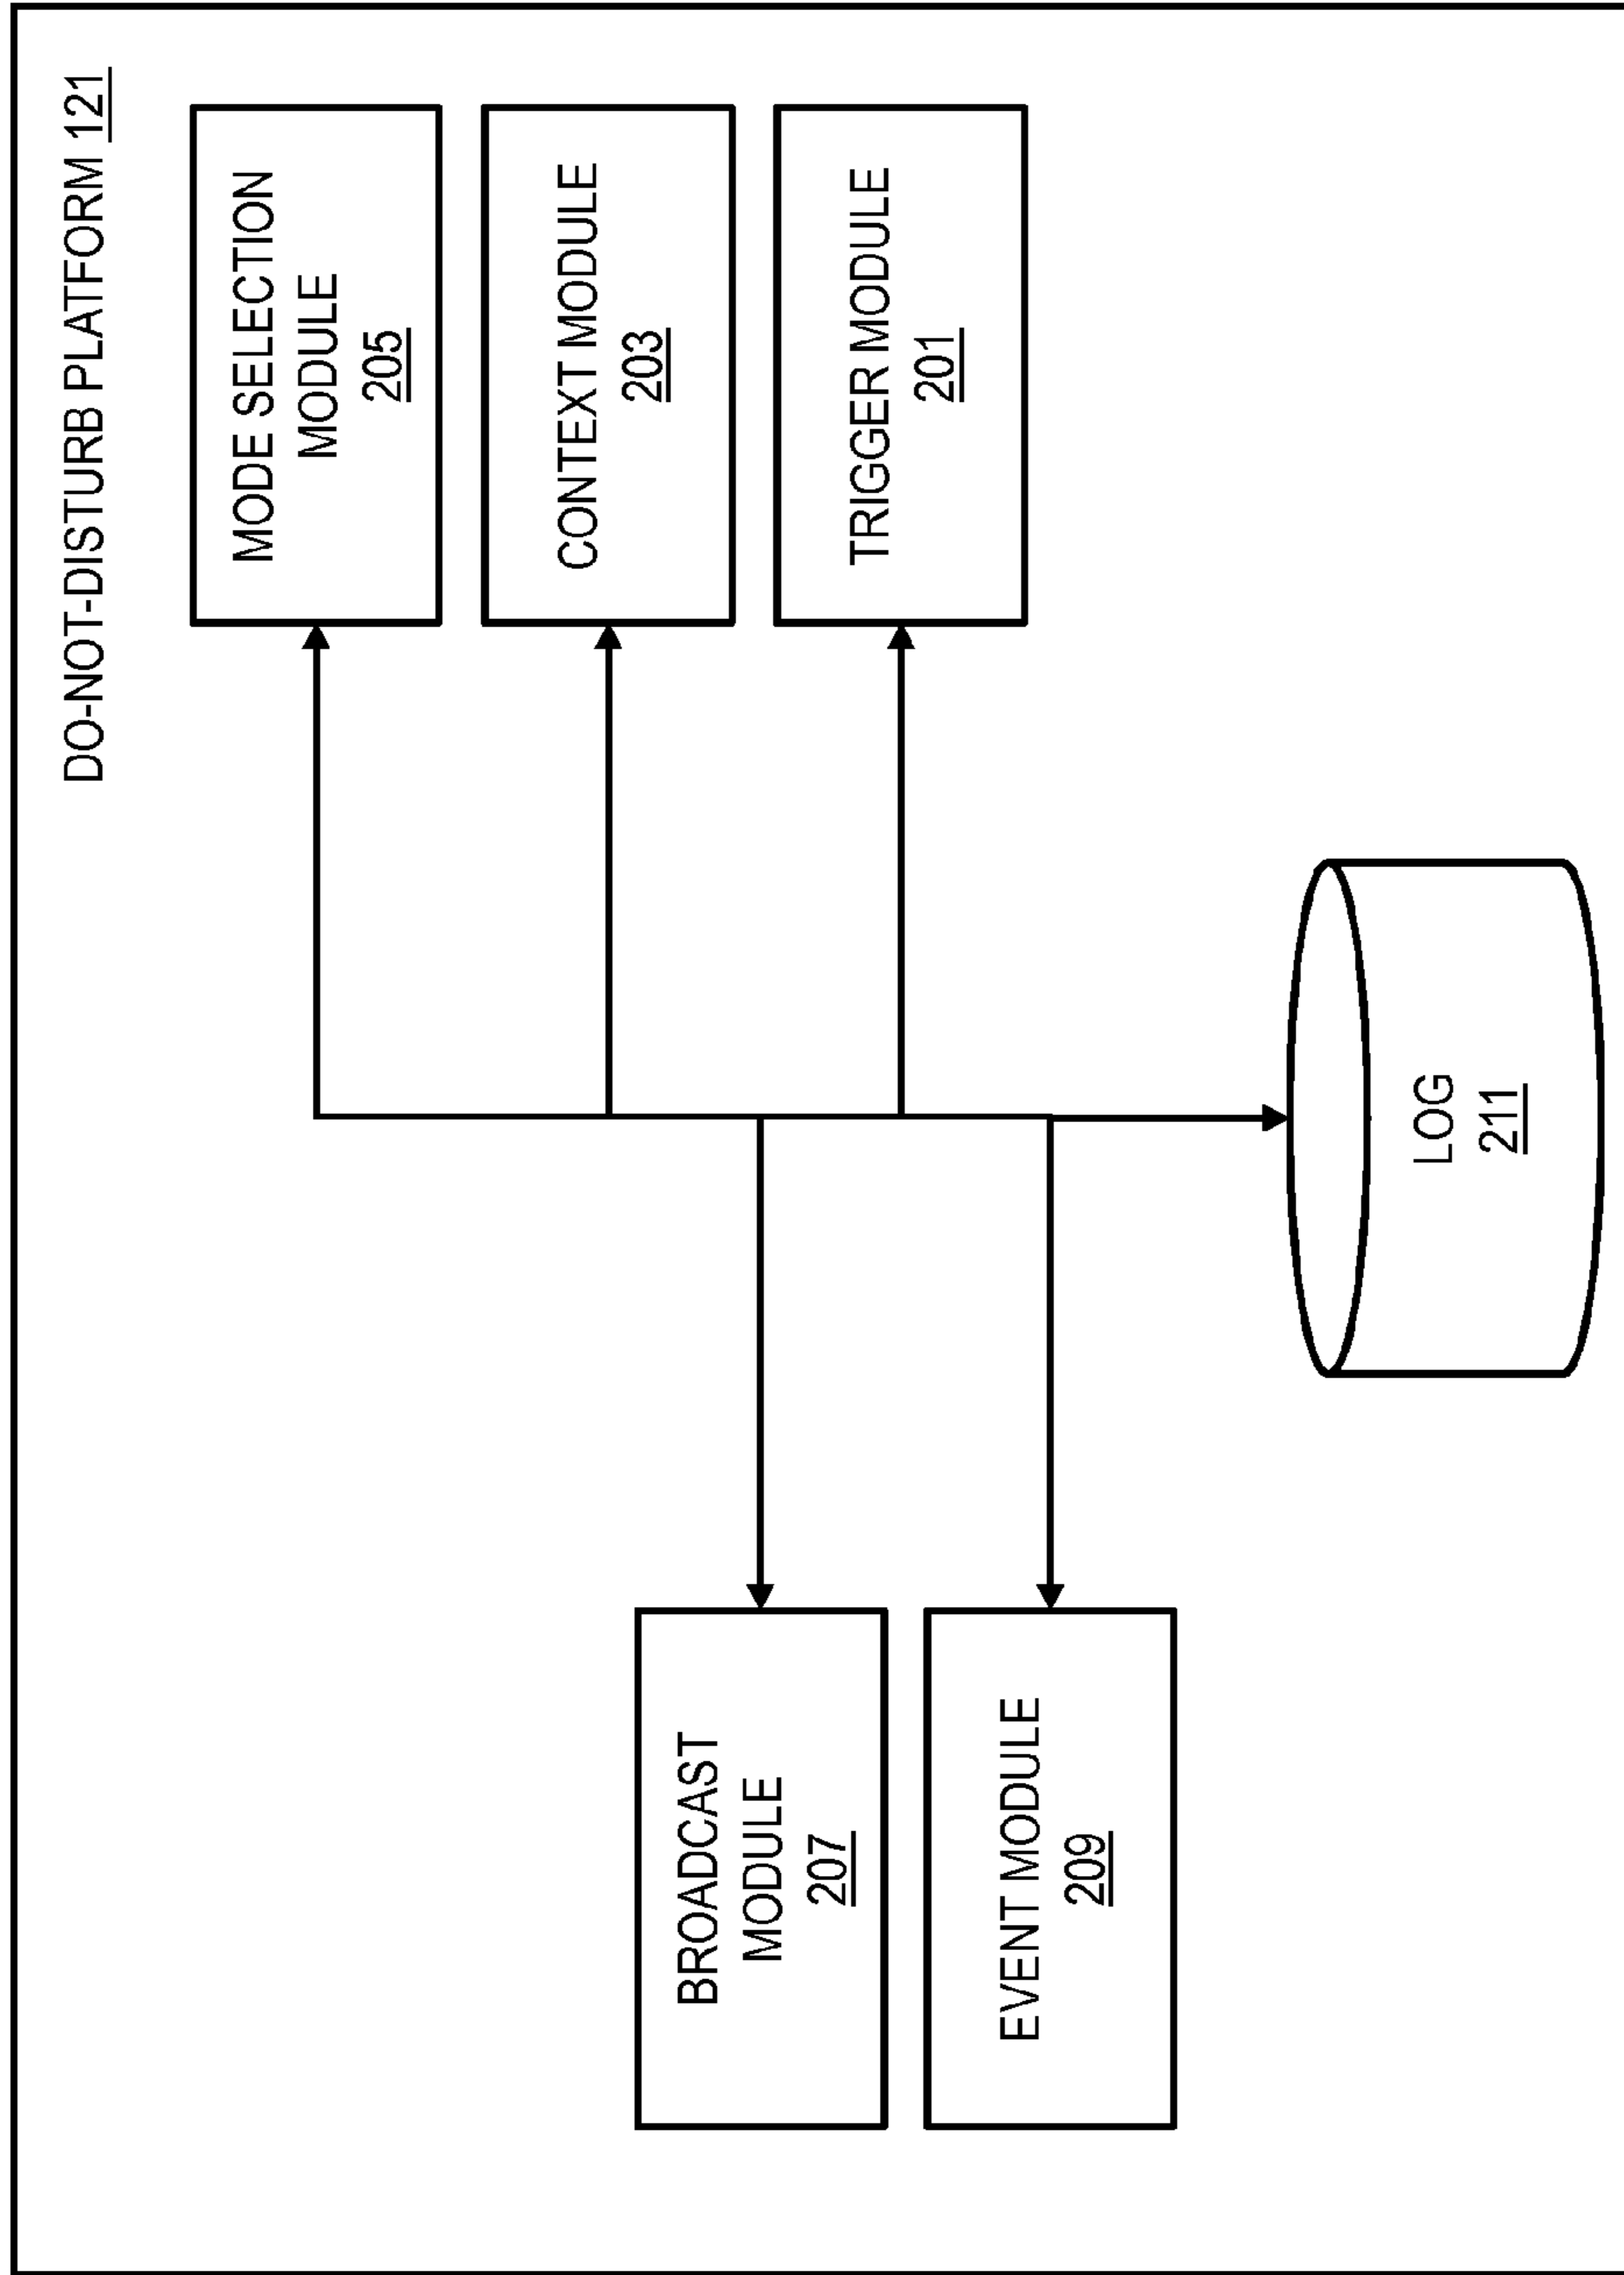 DO-NOT-DISTURB PLATFORM 121
MODE SELECTION
MODULE
205
BROADCAST
MODULE
207
CONTEXT MODULE
203
EVENT MODULE
209
TRIGGER MODULE
201
LOG
211